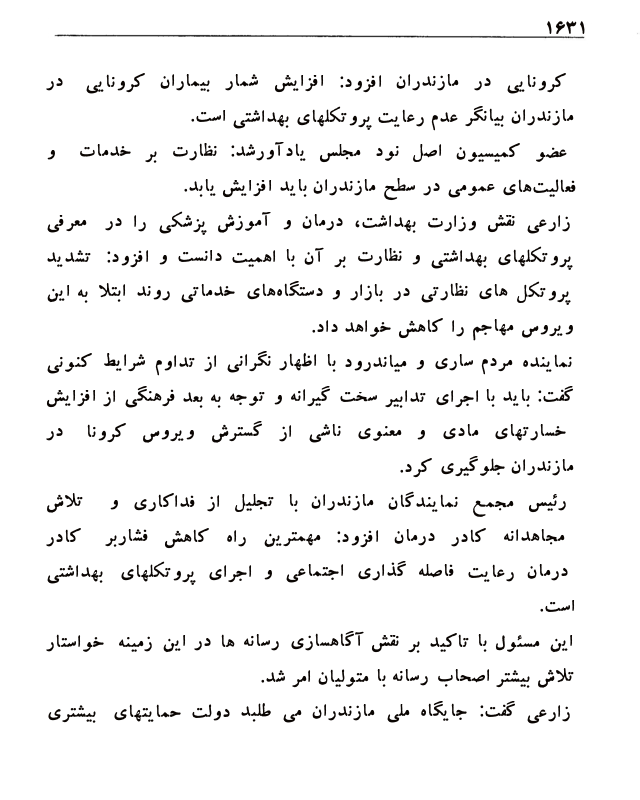 ۱۶۳۱
کرونایی در مازندران افزود: افزایش شمار بیماران کرونایی در
مازندران بیانگر عدم رعایت پروتکلهای بهداشتی است.
عضو کمیسیون اصل نود مجلس یادآورشد: نظارت بر خدمات و
فعالیت‌های عمومی در سطح مازندران باید افزایش یابد.
زارعی نقش وزارت بهداشت، درمان و آموزش پزشکی را در معرفی
پروتکلهای بهداشتی و نظارت بر آن با اهمیت دانست و افزود: تشدید
پروتکل های نظارتی در بازار و دستگاه‌های خدماتی روند ابتلا به این
ویروس مهاجم را کاهش خواهد داد.
نماینده مردم ساری و میاندرود با اظهار نگرانی از تداوم شرایط کنونی
گفت: باید با اجرای تدابیر سخت گیرانه و توجه به بعد فرهنگی از افزایش
خسارتهای مادی و معنوی ناشی از گسترش ویروس کرونا در
مازندران جلوگیری کرد.
رئیس مجمع نمایندگان مازندران با تجلیل از فداکاری و تلاش
مجاهدانه کادر درمان افزود: مهمترین راه کاهش فشاربر کادر
درمان رعایت فاصله گذاری اجتماعی و اجرای پروتکلهای بهداشتی
است.
این مسئول با تاکید بر نقش آگاهسازی رسانه ها در این زمینه خواستار
تلاش بیشتر اصحاب رسانه با متولیان امر شد.
زارعی گفت: جایگاه ملی مازندران می طلبد دولت حمایتهای بیشتری